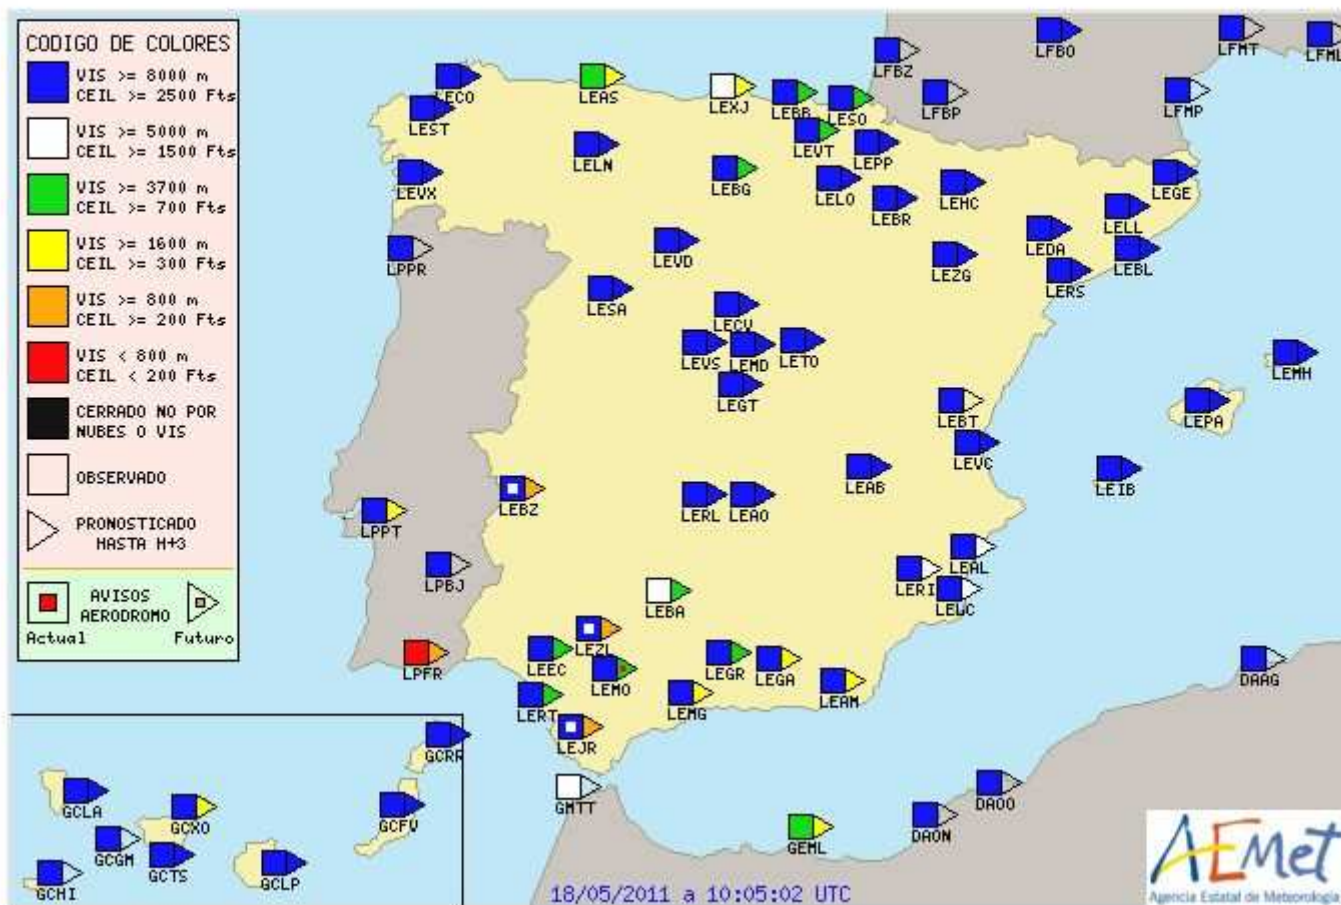 CODIGO DE COLORES
VIS >= 8000 m
CEIL >= 2500 Fts
VIS >= 5000 m
CEIL >= 1500 Fts
VIS >= 3700 m
CEIL >= 700 Fts
VIS >= 1600 m
CEIL >= 300 Fts
VIS >= 800 m
CEIL >= 200 Fts
VIS < 800 m
CEIL < 200 Fts
CERRADO NO POR
NUBES O VIS
OBSERVADO
PRONOSTICADO
HASTA H+3
AVISOS
AERODROMO
Actual
Futuro
LFBO
LFMT
LFML
LFBZ
LECO
LEAS
LEXJ
LEBB
LESO
LFBP
LFMP
LEST
LELN
LEVT
LEPP
LEVX
LEBG
LELO
LEBR
LEHC
LEGE
LELL
LPPR
LEVD
LEZG
LEDA
LEBL
LERS
LESA
LECV
LEVS
LEMD
LETO
LEMH
LEGT
LEBT
LEPA
LEVC
LEAB
LEIB
LEBZ
LERL
LEAO
LPPT
LEAL
LPBJ
LERI
LELC
LEBA
LEZL
LPFR
LEEC
LEMO
LEGR
LEGA
DAAG
LERT
LEMG
LEAM
LEJR
GCRR
GMTT
DAOO
GCLA
GCXO
GCFV
DAON
GEML
GCGM
GCTS
GCLP
GCHI
18/05/2011 a 10:05:02 UTC
AEMet
Agencia Estatal de Meteorología